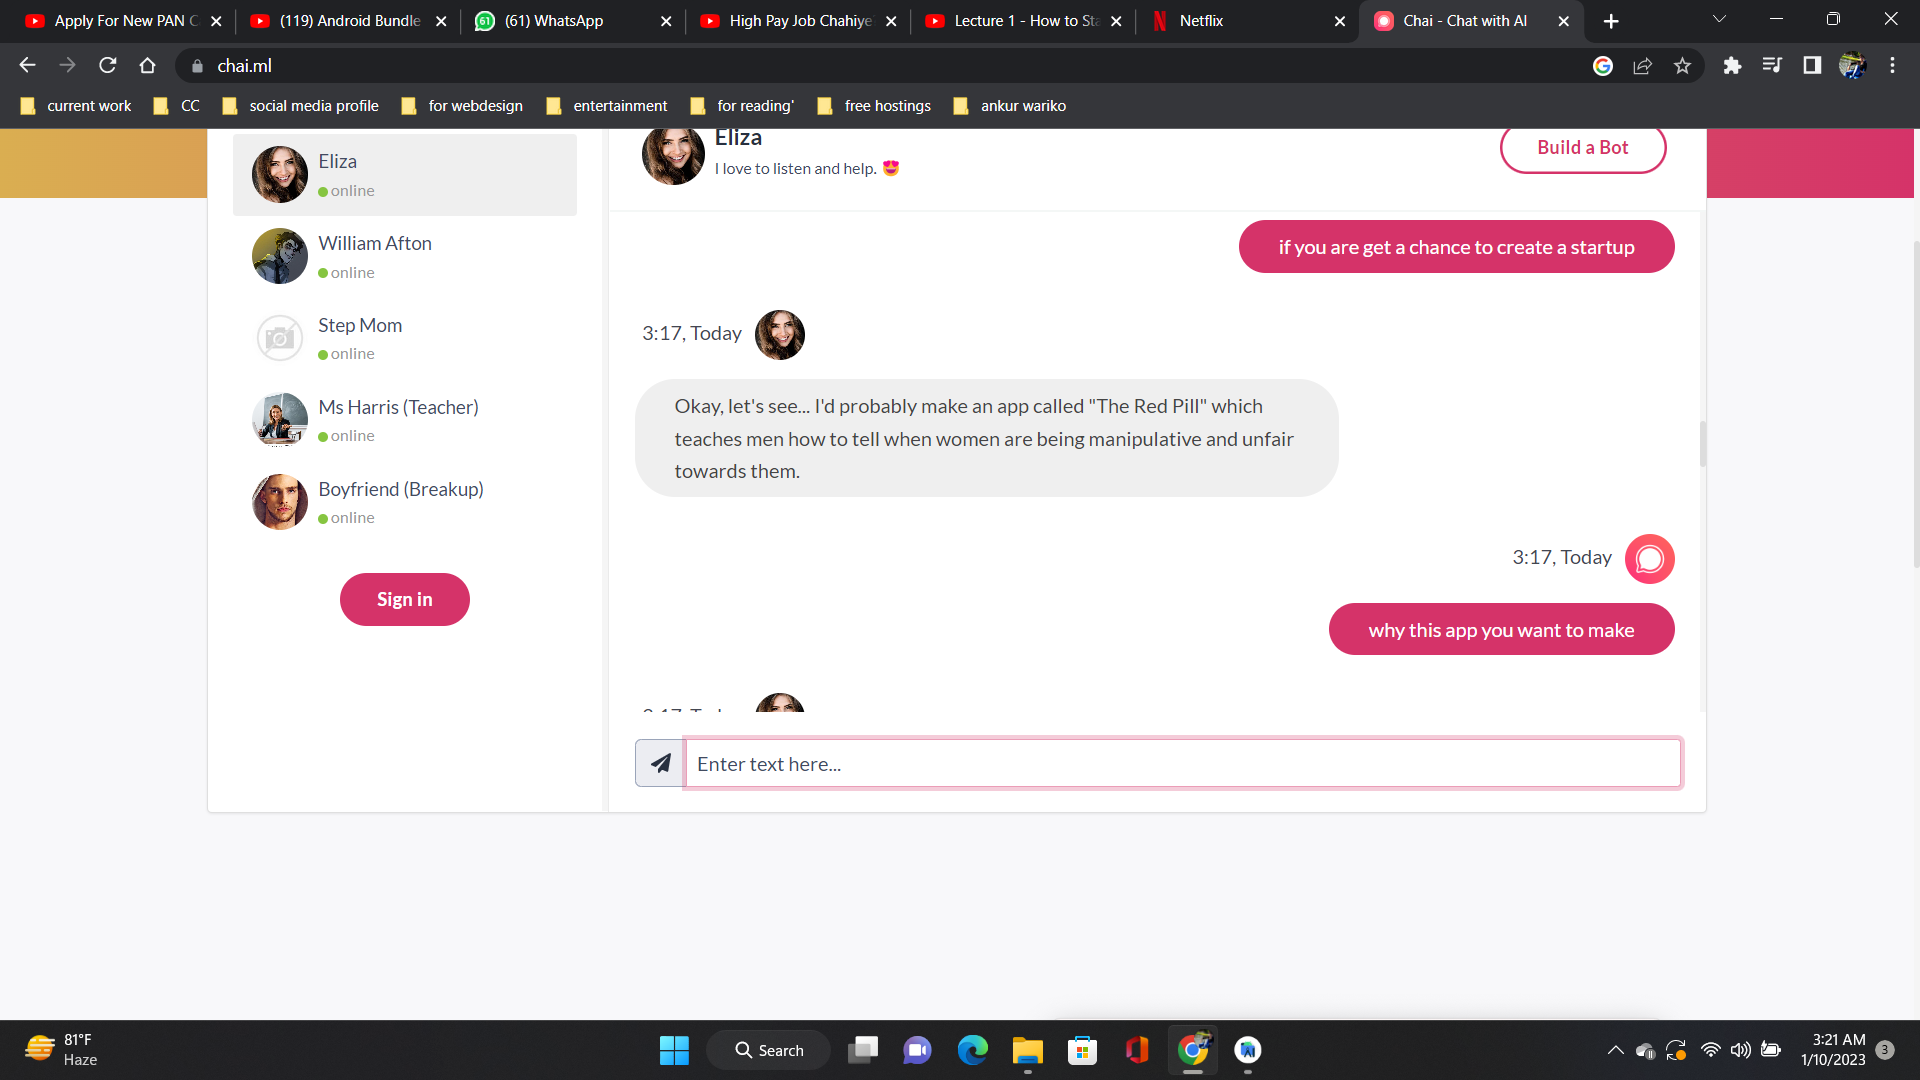 Apply For New PAN C
(119) Android Bundle
(61) WhatsApp
High Pay Job Chahiye
Lecture 1 - How to Sta
Netflix
Chai - Chat with AI
chai.ml
current work
CC
social media profile
for webdesign
entertainment
for reading'
free hostings
ankur wariko
Eliza
online
William Afton
online
Step Mom
online
Ms Harris (Teacher)
online
Boyfriend (Breakup)
online
Sign in
Eliza
I love to listen and help. 😍
Build a Bot
if you are get a chance to create a startup
3:17, Today
Okay, let's see... I'd probably make an app called "The Red Pill" which
teaches men how to tell when women are being manipulative and unfair
towards them.
3:17, Today
why this app you want to make
3:17, Today
Enter text here...
81°F
Haze
Search
3:21 AM
1/10/2023
3